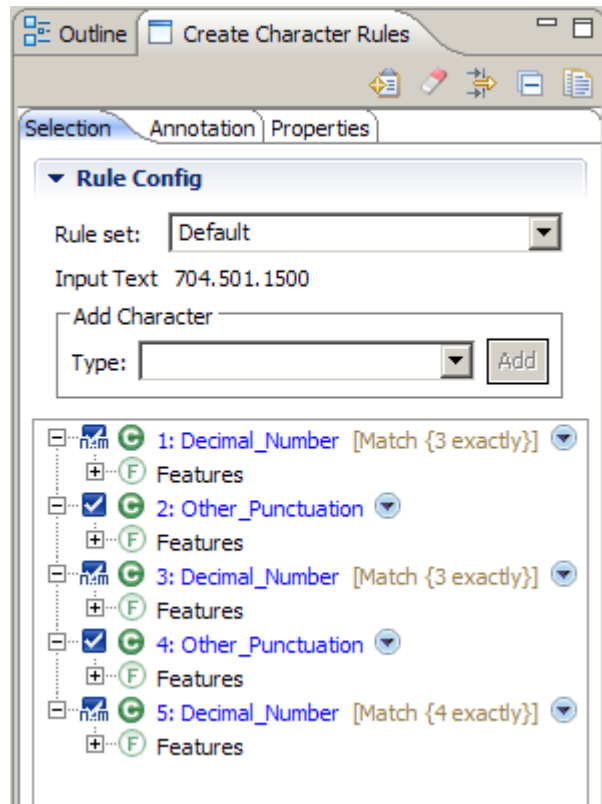 Outline Create Character Rules
Selection Annotation Properties
Rule Config
Rule set: Default
Input Text 704.501.1500
Add Character
Type: Add
n..m C 1: Decimal_Number [Match {3 exactly}]
F Features
C 2: Other_Punctuation
F Features
n..m C 3: Decimal_Number [Match {3 exactly}]
F Features
C 4: Other_Punctuation
F Features
n..m C 5: Decimal_Number [Match {4 exactly}]
F Features